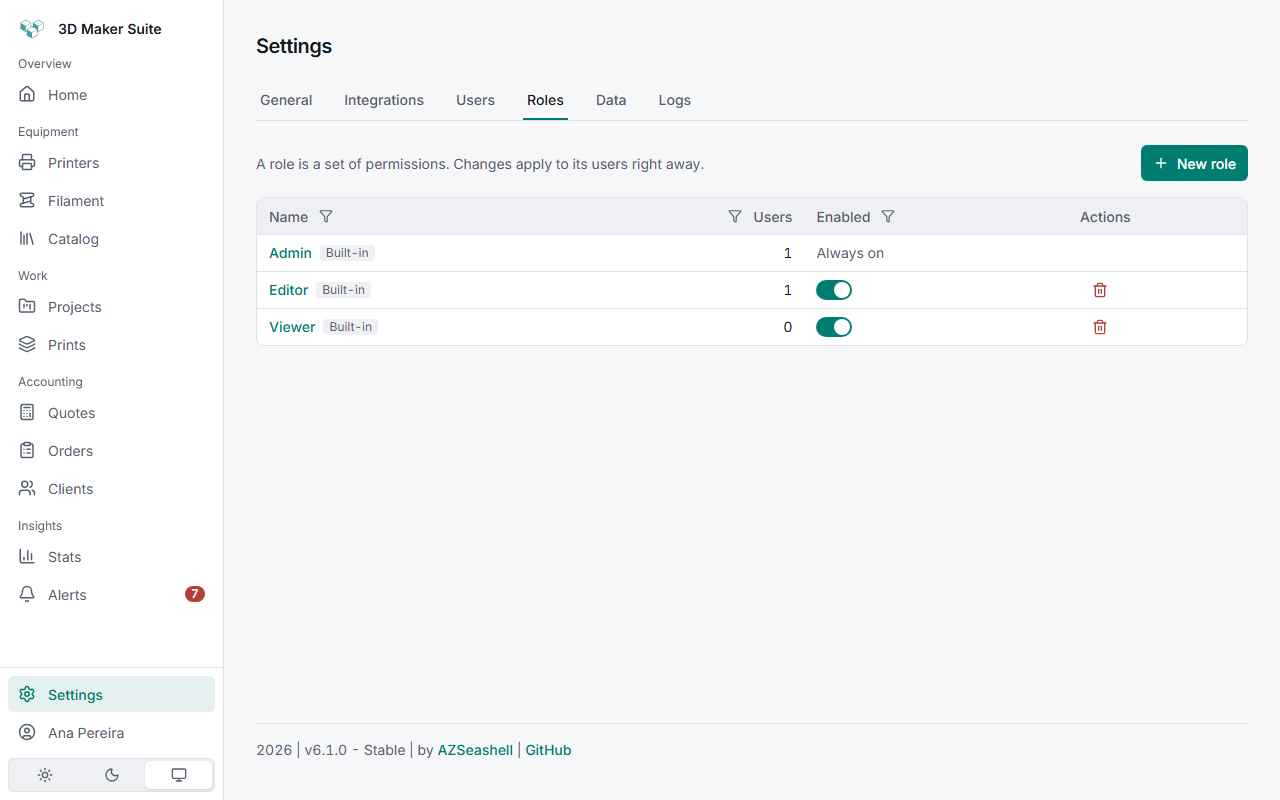 3D Maker Suite
Overview
Home
Equipment
Printers
Filament
Catalog
Work
Projects
Prints
Accounting
Quotes
Orders
Clients
Insights
Stats
Alerts 7
Settings
Ana Pereira
Settings
General Integrations Users Roles Data Logs
A role is a set of permissions. Changes apply to its users right away.
New role
Name Users Enabled Actions
Admin Built-in 1 Always on
Editor Built-in 1
Viewer Built-in 0
2026 | v6.1.0 - Stable | by AZSeashell | GitHub